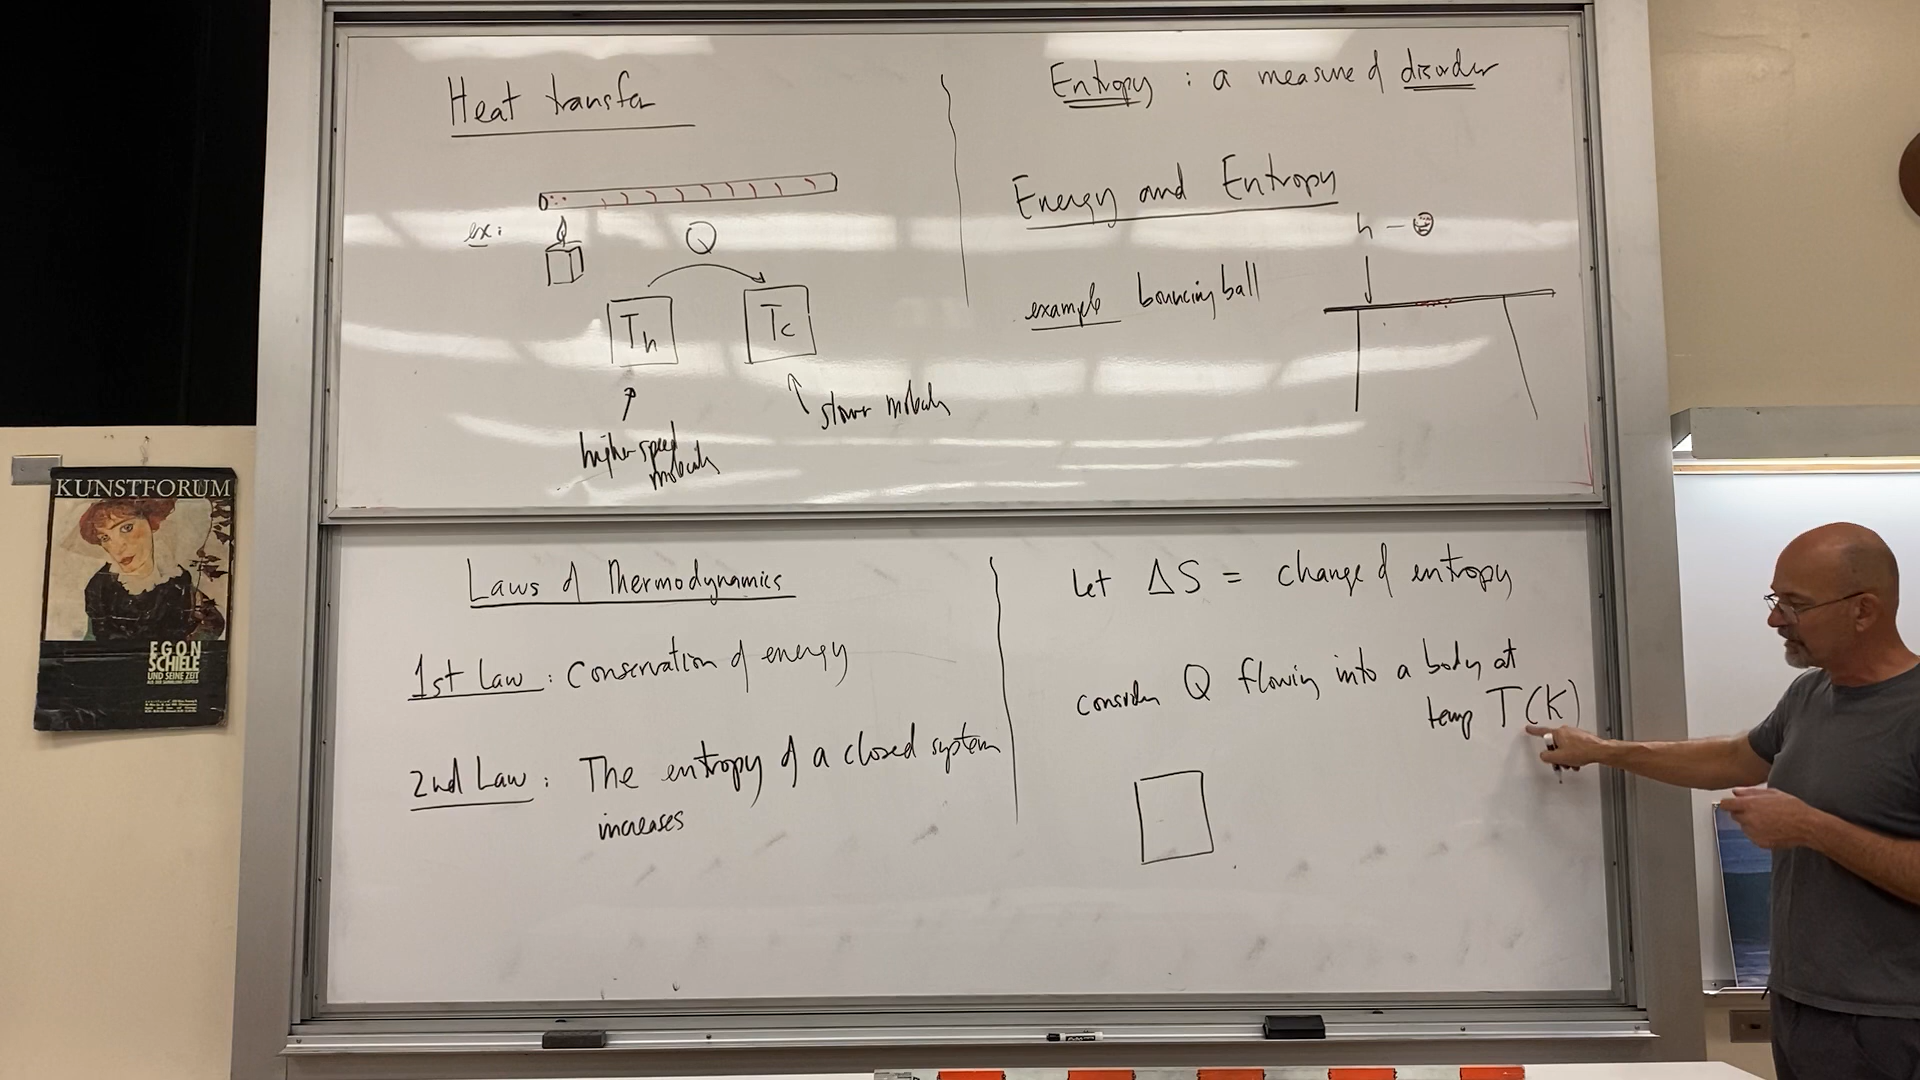 Heat transfer
ex:
Q
Th
Tc
higher speed
slower
Entropy : a measure of disorder
Energy and Entropy
h –
example bouncing ball
Laws of Thermodynamics
1st Law : Conservation of energy
2nd Law : The entropy of a closed system
increases
Let ΔS = change of entropy
consider Q flowing into a body at
temp T(K)
KUNSTFORUM
EGON
SCHIELE
UND SEINE ZEIT